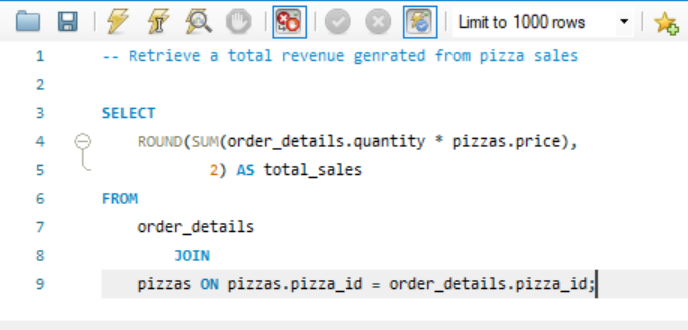 Limit to 1000 rows
1 -- Retrieve a total revenue genrated from pizza sales
2
3 SELECT
4 ROUND(SUM(order_details.quantity * pizzas.price),
5 2) AS total_sales
6 FROM
7 order_details
8 JOIN
9 pizzas ON pizzas.pizza_id = order_details.pizza_id;